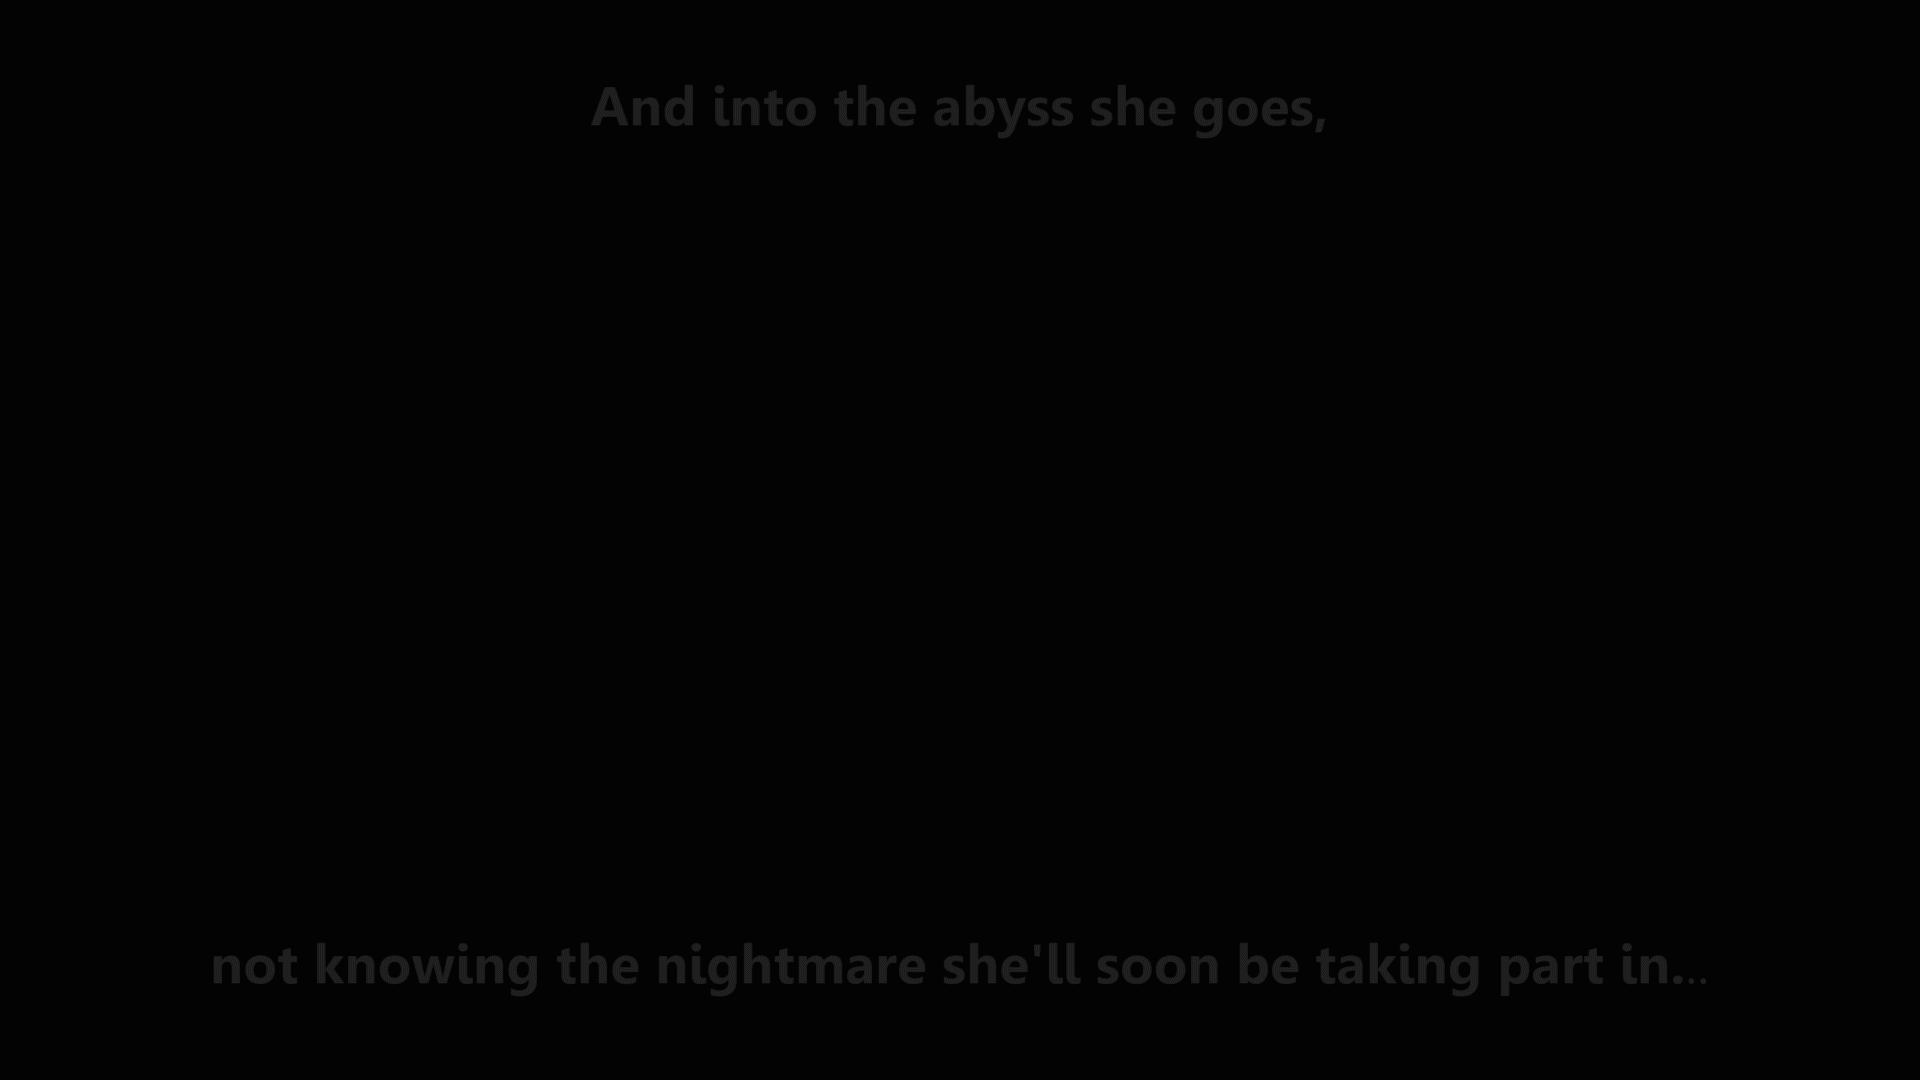 And into the abyss she goes,
not knowing the nightmare she'll soon be taking part in...